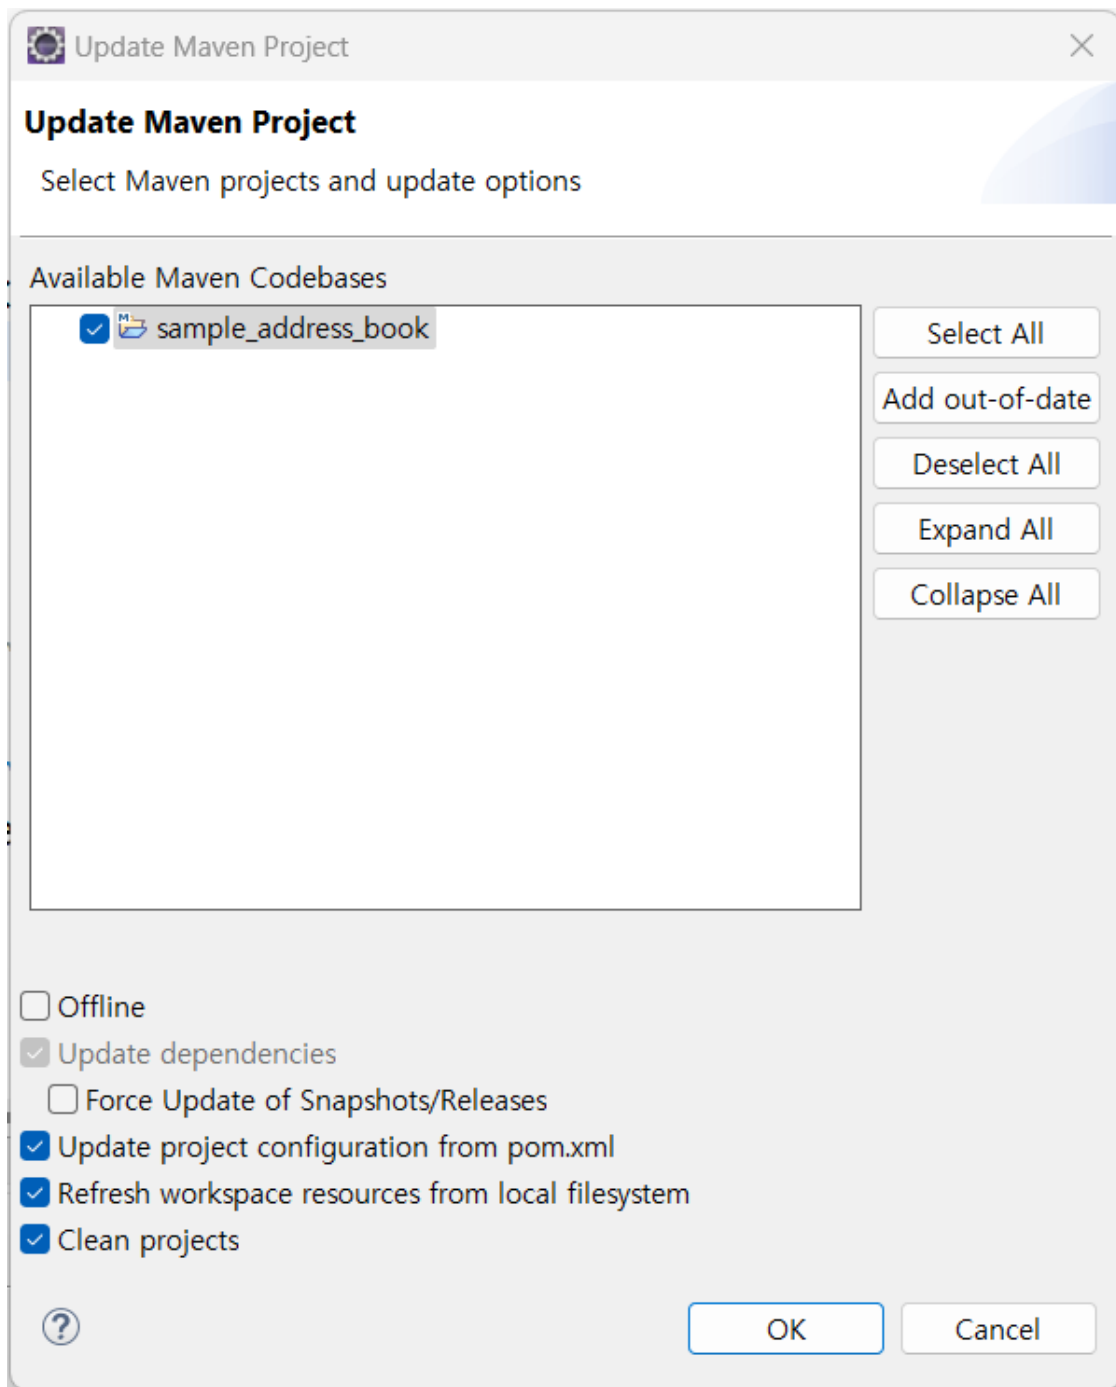 Update Maven Project
Update Maven Project
Select Maven projects and update options
Available Maven Codebases
sample_address_book
Select All
Add out-of-date
Deselect All
Expand All
Collapse All
Offline
Update dependencies
Force Update of Snapshots/Releases
Update project configuration from pom.xml
Refresh workspace resources from local filesystem
Clean projects
OK
Cancel